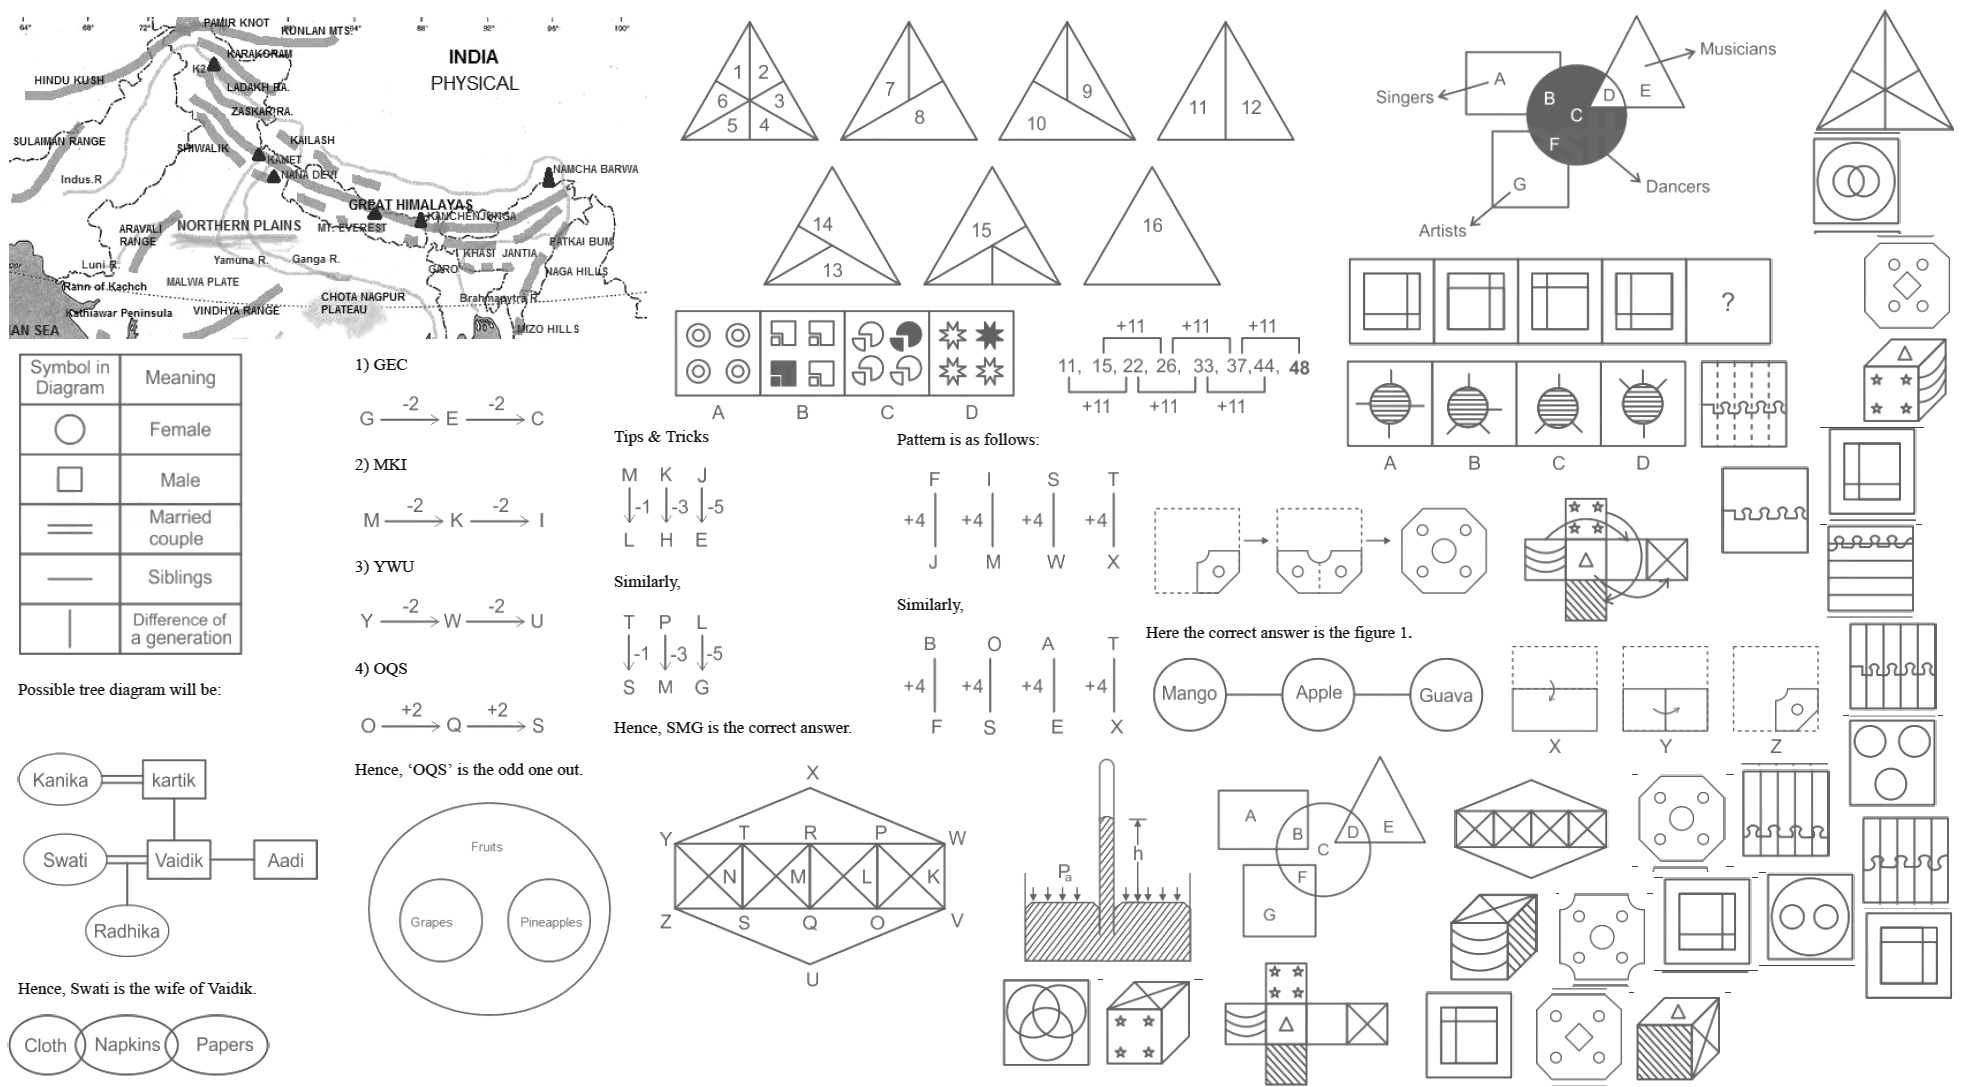 64°
68°
72°
84°
88°
92°
96°
100°
PAMIR KNOT
KUNLAN MTS.
KARAKORAM
K2
INDIA
PHYSICAL
HINDU KUSH
LADAKH RA.
ZASKAR RA.
SULAIMAN RANGE
SHIWALIK
KAILASH
KAMET
NANA DEVI
NAMCHA BARWA
Indus.R
GREAT HIMALAYAS
KANCHENJUNGA
MT. EVEREST
ARAVALI
RANGE
NORTHERN PLAINS
PATKAI BUM
Luni R.
Yamuna R.
Ganga R.
GARO
KHASI
JANTIA
NAGA HILLS
Rann of Kachch
MALWA PLATE
CHOTA NAGPUR
PLATEAU
Brahmaputra R.
Kathiawar Peninsula
VINDHYA RANGE
MIZO HILLS
AN SEA
1
2
3
4
5
6
7
8
9
10
11
12
13
14
15
16
Singers
Musicians
Dancers
Artists
A
B
C
D
E
F
G
?
A
B
C
D
+11
+11
+11
11, 15, 22, 26, 33, 37,44, 48
+11
+11
+11
A
B
C
D
Symbol in
Diagram
Meaning
Female
Male
Married
couple
Siblings
Difference of
a generation
Possible tree diagram will be:
Kanika
kartik
Swati
Vaidik
Aadi
Radhika
Hence, Swati is the wife of Vaidik.
Cloth
Napkins
Papers
1) GEC
-2
-2
G
E
C
2) MKI
-2
-2
M
K
I
3) YWU
-2
-2
Y
W
U
4) OQS
+2
+2
O
Q
S
Hence, ‘OQS’ is the odd one out.
Fruits
Grapes
Pineapples
Tips & Tricks
M K J
-1 -3 -5
L H E
Similarly,
T P L
-1 -3 -5
S M G
Hence, SMG is the correct answer.
Pattern is as follows:
F I S T
+4 +4 +4 +4
J M W X
Similarly,
B O A T
+4 +4 +4 +4
F S E X
Here the correct answer is the figure 1.
Mango
Apple
Guava
X
Y
Z
X
Y T R P W
N M L K
Z S Q O V
U
Pa
h
A
B
C
D
E
F
G